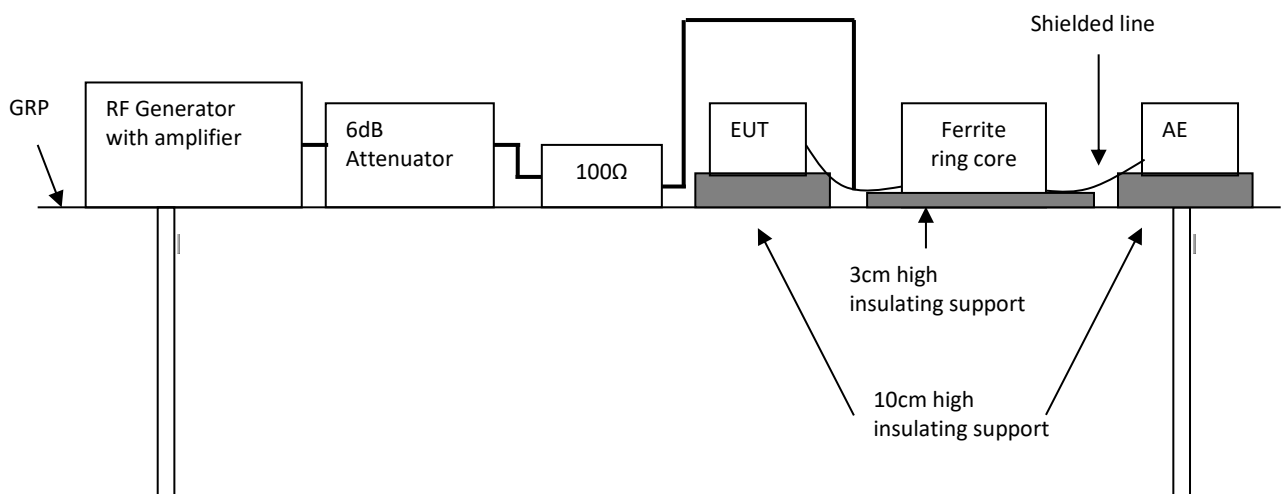 Shielded line
GRP
RF Generator
with amplifier
6dB
Attenuator
100Ω
EUT
Ferrite
ring core
AE
3cm high
insulating support
10cm high
insulating support